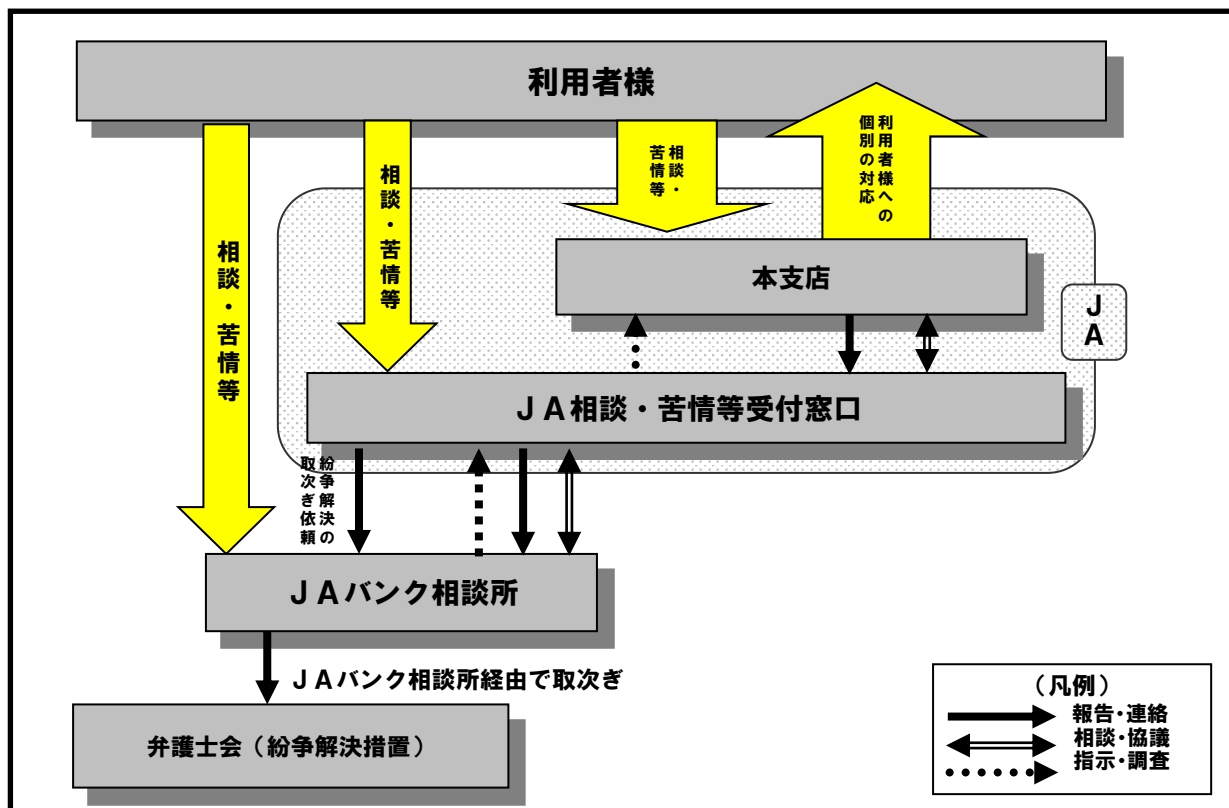 利用者様
相談・苦情等
相談・苦情等
相談・
苦情等
利用者様への
個別の対応
本支店
ＪＡ
ＪＡ相談・苦情等受付窓口
紛争解決の
取次ぎ依頼
ＪＡバンク相談所
ＪＡバンク相談所経由で取次ぎ
弁護士会（紛争解決措置）
（凡例）
報告・連絡
相談・協議
指示・調査